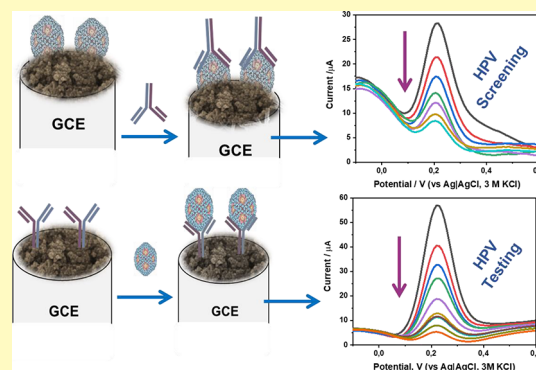 GCE
GCE
Current /µA
30
25
20
15
10
5
0
0,0
0,2
0,4
Potential / V (vs Ag|AgCl, 3 M KCl)
HPV
Screening
GCE
GCE
Current / µA
60
50
40
30
20
10
0
0,0
0,2
0,4
Potential, V (vs Ag|AgCl, 3M KCl)
HPV
Testing